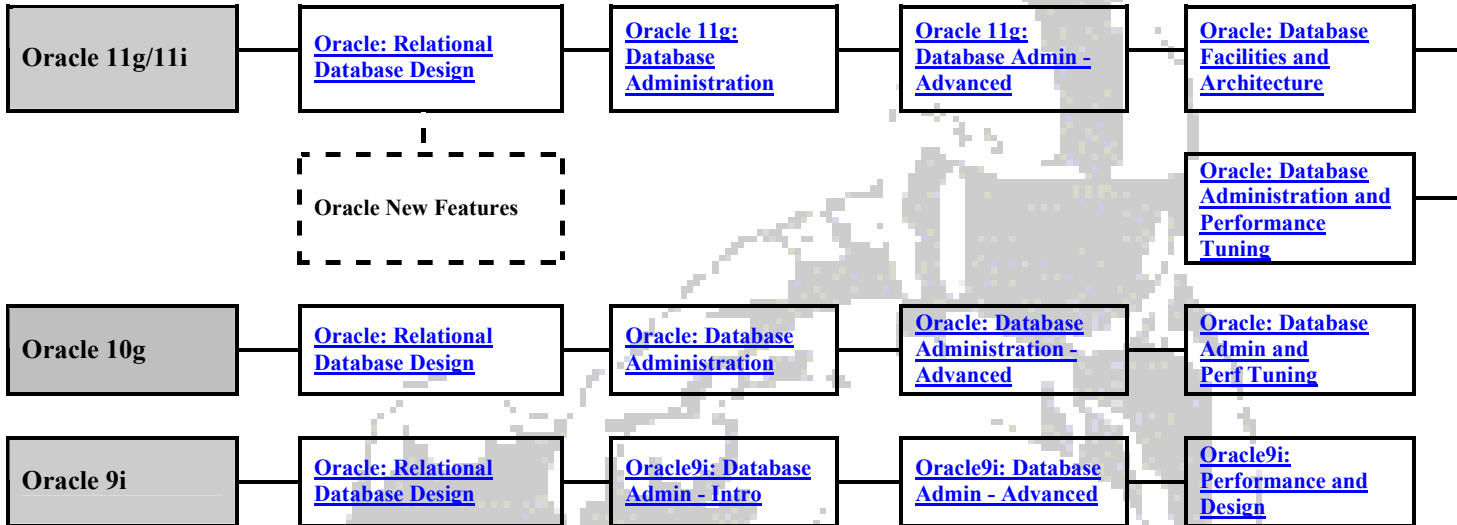 Oracle 11g/11i
Oracle: Relational
Database Design
Oracle 11g:
Database
Administration
Oracle 11g:
Database Admin -
Advanced
Oracle: Database
Facilities and
Architecture
Oracle New Features
Oracle: Database
Administration and
Performance
Tuning
Oracle 10g
Oracle: Relational
Database Design
Oracle: Database
Administration
Oracle: Database
Administration -
Advanced
Oracle: Database
Admin and
Perf Tuning
Oracle 9i
Oracle: Relational
Database Design
Oracle9i: Database
Admin - Intro
Oracle9i: Database
Admin - Advanced
Oracle9i:
Performance and
Design